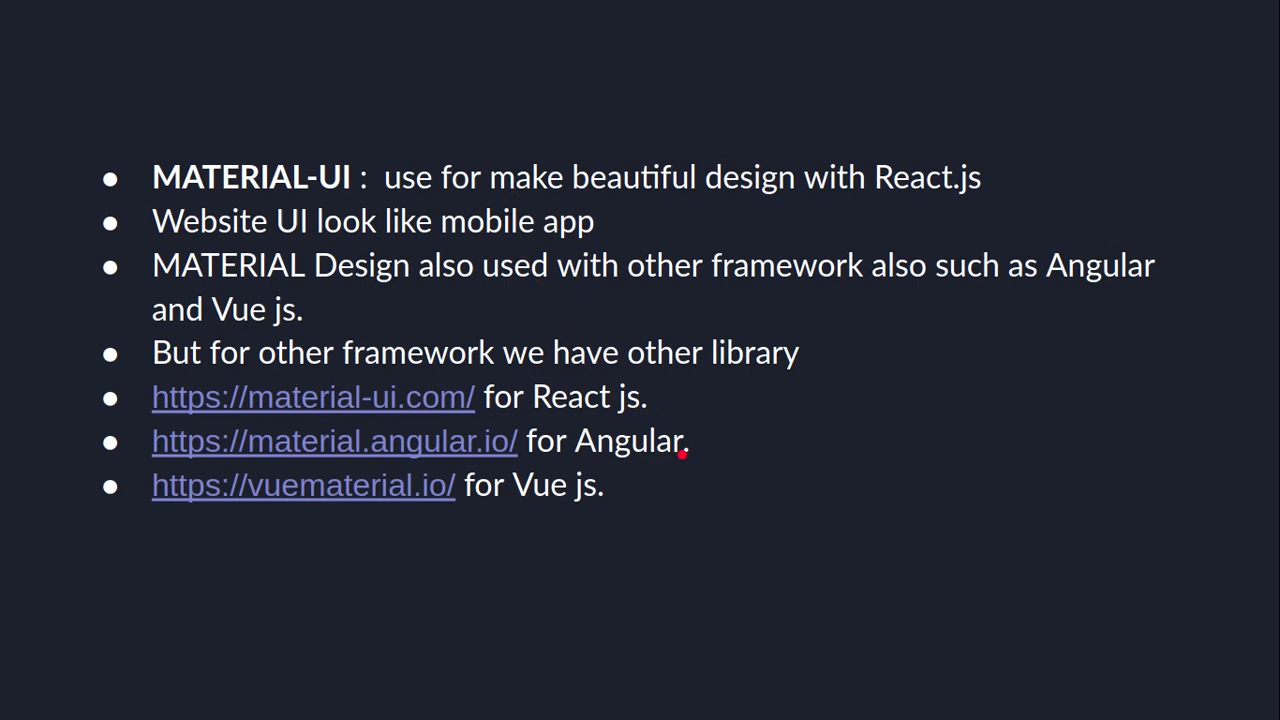 ● MATERIAL-UI :  use for make beautiful design with React.js
● Website UI look like mobile app
● MATERIAL Design also used with other framework also such as Angular
and Vue js.
● But for other framework we have other library
● https://material-ui.com/ for React js.
● https://material.angular.io/ for Angular.
● https://vuematerial.io/ for Vue js.